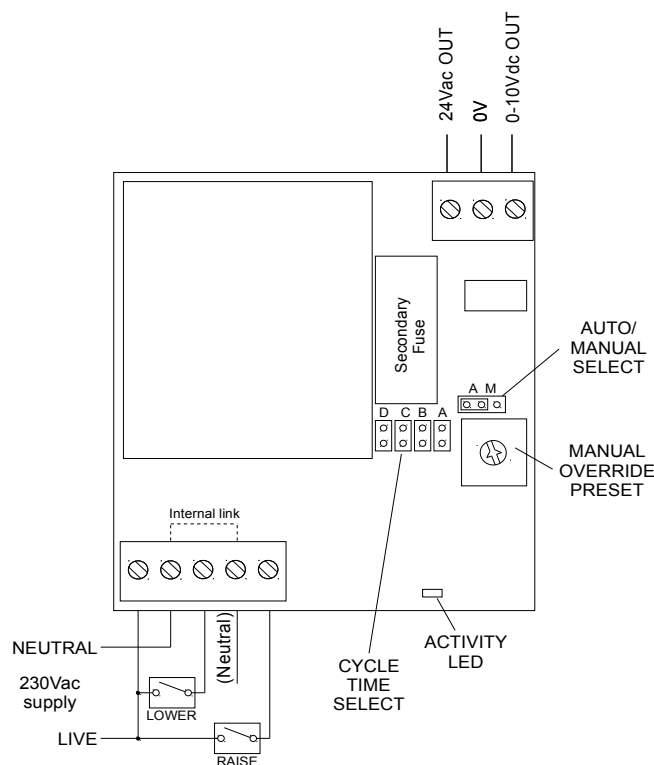 24Vac OUT
0V
0-10Vdc OUT
Secondary
Fuse
AUTO/
MANUAL
SELECT
A M
D C B A
MANUAL
OVERRIDE
PRESET
Internal link
NEUTRAL
(Neutral)
ACTIVITY
LED
230Vac
supply
LOWER
CYCLE
TIME
SELECT
LIVE
RAISE